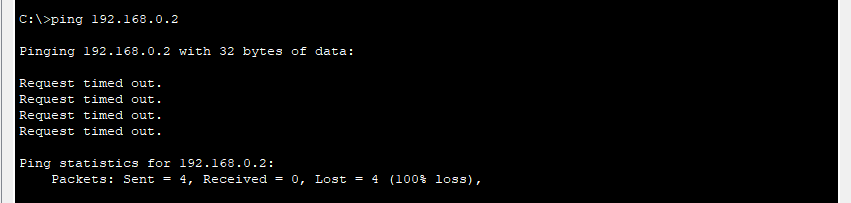 C:\>ping 192.168.0.2
Pinging 192.168.0.2 with 32 bytes of data:
Request timed out.
Request timed out.
Request timed out.
Request timed out.
Ping statistics for 192.168.0.2:
    Packets: Sent = 4, Received = 0, Lost = 4 (100% loss),